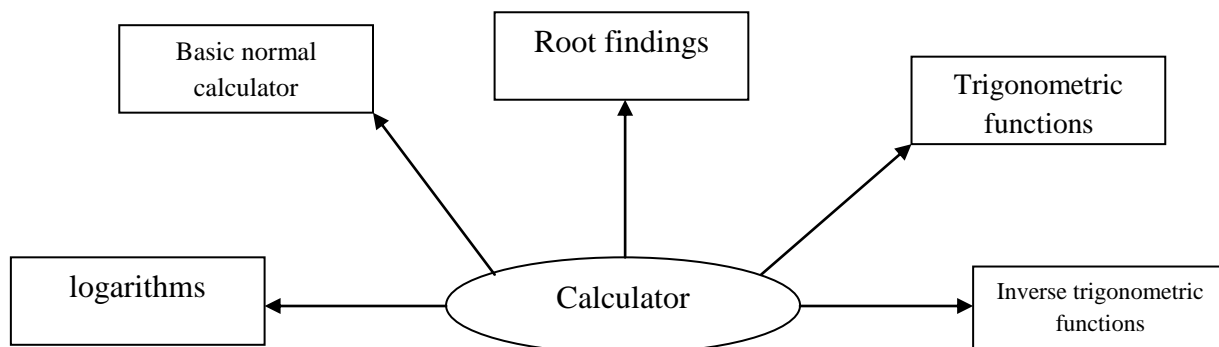 Root findings
Basic normal
calculator
Trigonometric
functions
logarithms
Calculator
Inverse trigonometric
functions